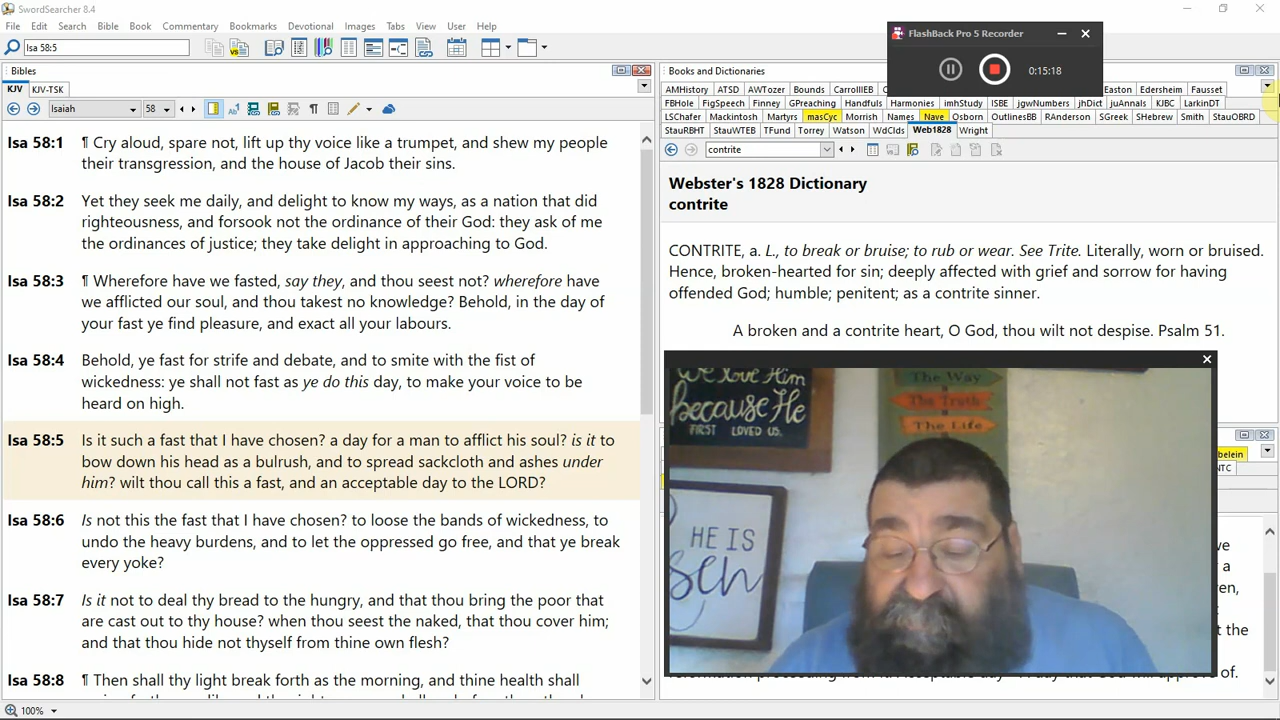 SwordSearcher 8.4
File Edit Search Bible Book Commentary Bookmarks Devotional Images Tabs View User Help
Isa 58:5
FlashBack Pro 5 Recorder
0:15:18
Bibles
KJV KJV-TSK
Isaiah 58
Isa 58:1 ¶ Cry aloud, spare not, lift up thy voice like a trumpet, and shew my people
their transgression, and the house of Jacob their sins.
Isa 58:2 Yet they seek me daily, and delight to know my ways, as a nation that did
righteousness, and forsook not the ordinance of their God: they ask of me
the ordinances of justice; they take delight in approaching to God.
Isa 58:3 ¶ Wherefore have we fasted, say they, and thou seest not? wherefore have
we afflicted our soul, and thou takest no knowledge? Behold, in the day of
your fast ye find pleasure, and exact all your labours.
Isa 58:4 Behold, ye fast for strife and debate, and to smite with the fist of
wickedness: ye shall not fast as ye do this day, to make your voice to be
heard on high.
Isa 58:5 Is it such a fast that I have chosen? a day for a man to afflict his soul? is it to
bow down his head as a bulrush, and to spread sackcloth and ashes under
him? wilt thou call this a fast, and an acceptable day to the LORD?
Isa 58:6 Is not this the fast that I have chosen? to loose the bands of wickedness, to
undo the heavy burdens, and to let the oppressed go free, and that ye break
every yoke?
Isa 58:7 Is it not to deal thy bread to the hungry, and that thou bring the poor that
are cast out to thy house? when thou seest the naked, that thou cover him;
and that thou hide not thyself from thine own flesh?
Isa 58:8 ¶ Then shall thy light break forth as the morning, and thine health shall
100%
Books and Dictionaries
AMHistory ATSD AWTozer Bounds CarrollEB Easton Edersheim Fausset
FBHole FigSpeech Finney GPreaching Handfuls Harmonies imhStudy ISBE jgwNumbers jhDict juAnnals KJBC LarkinDT
LSChafer Mackintosh Martyrs masCyc Morrish Names Nave Osborn OutlinesBB RAnderson SGreek SHebrew Smith StauOBRD
StauRBHT StauWTEB TFund Torrey Watson WdClds Web1828 Wright
contrite
Webster's 1828 Dictionary
contrite
CONTRITE, a. L., to break or bruise; to rub or wear. See Trite. Literally, worn or bruised.
Hence, broken-hearted for sin; deeply affected with grief and sorrow for having
offended God; humble; penitent; as a contrite sinner.
A broken and a contrite heart, O God, thou wilt not despise. Psalm 51.
We love Him
because He
FIRST LOVED US.
The Way
The Truth
The Life
HE IS
belein
NTC
we
a
en,
t the